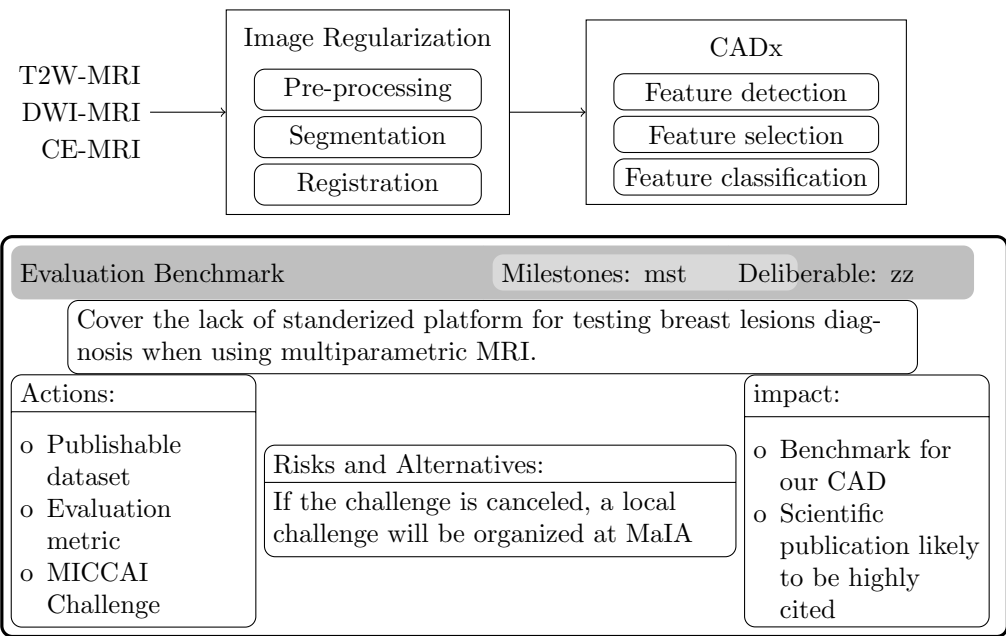 T2W-MRI
DWI-MRI
CE-MRI
Image Regularization
Pre-processing
Segmentation
Registration
CADx
Feature detection
Feature selection
Feature classification
Evaluation Benchmark Milestones: mst Deliberable: zz
Cover the lack of standerized platform for testing breast lesions diag-
nosis when using multiparametric MRI.
Actions:
o Publishable
dataset
o Evaluation
metric
o MICCAI
Challenge
Risks and Alternatives:
If the challenge is canceled, a local
challenge will be organized at MaIA
impact:
o Benchmark for
our CAD
o Scientific
publication likely
to be highly
cited